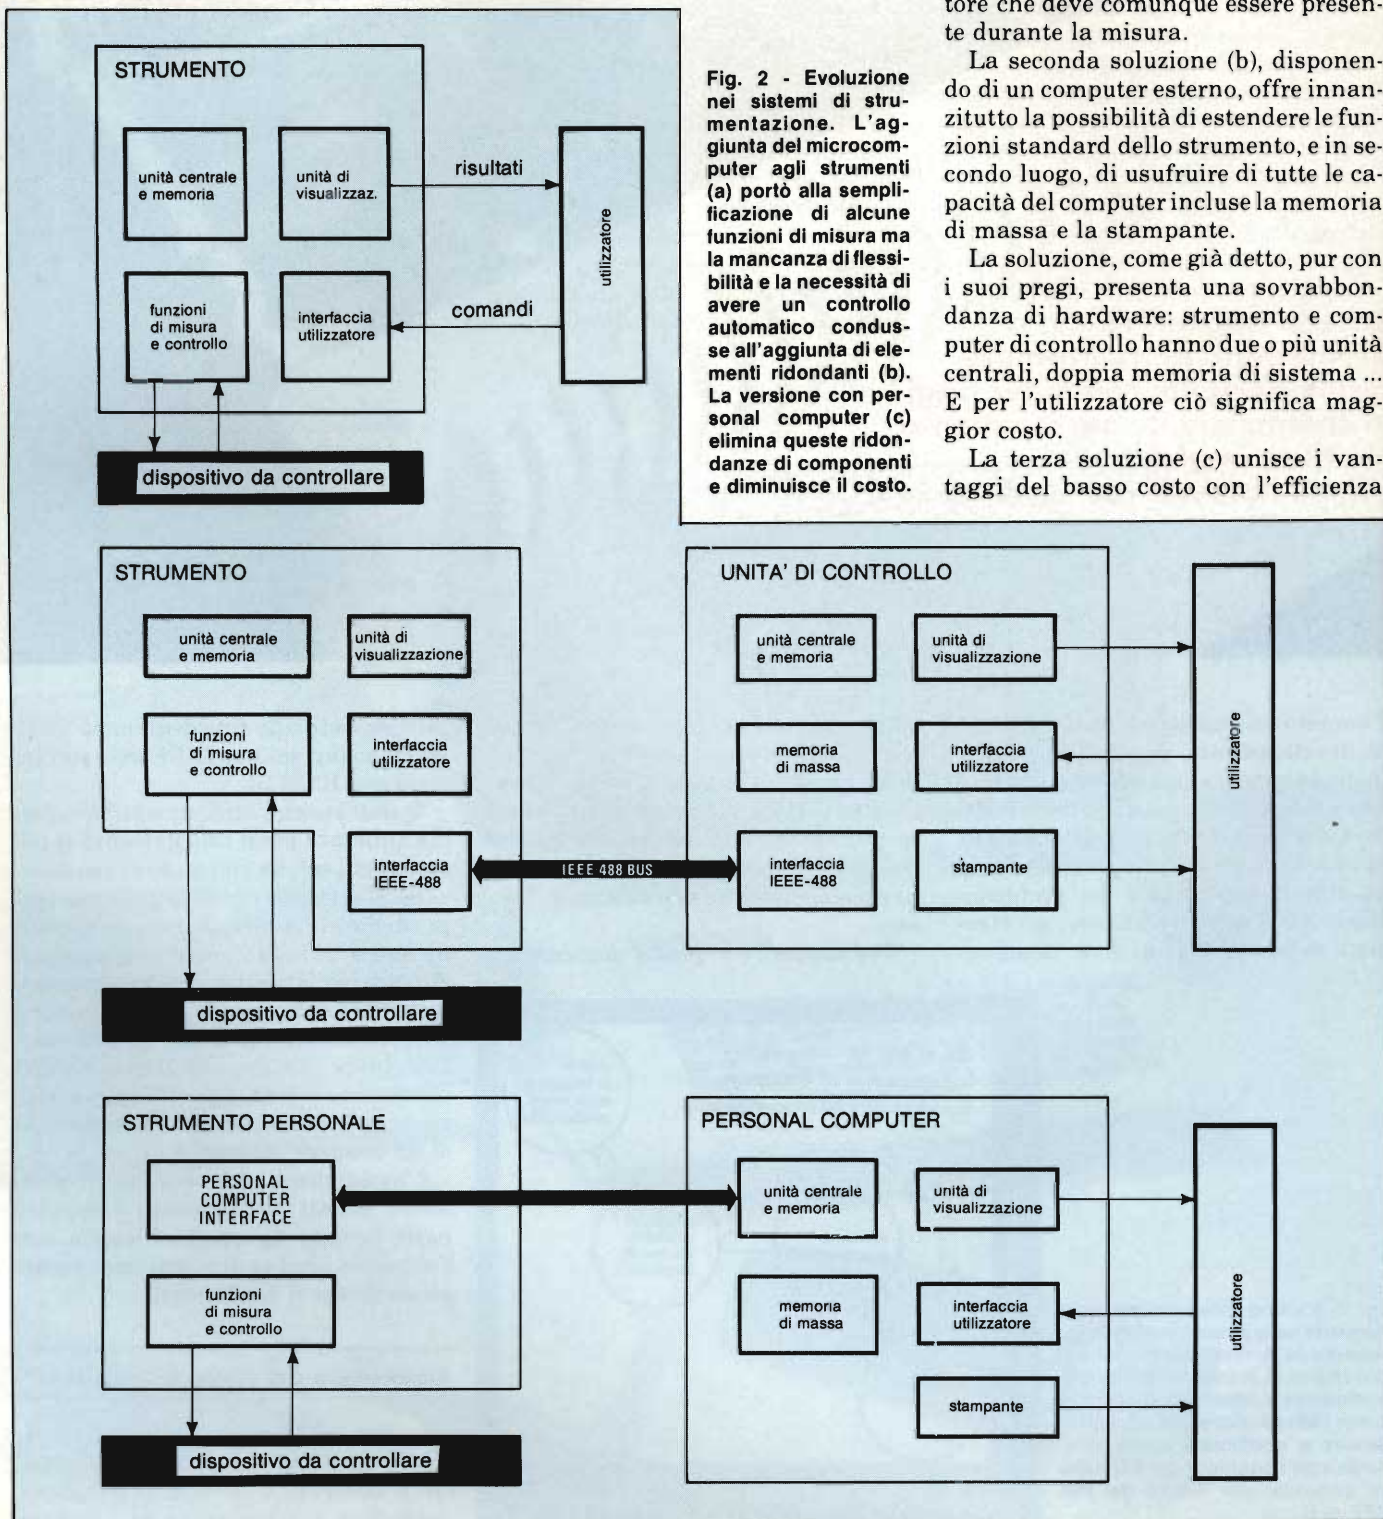 STRUMENTO
unità centrale
e memoria
unità di
visualizzaz.
funzioni
di misura
e controllo
interfaccia
utilizzatore
risultati
comandi
utilizzatore
dispositivo da controllare
Fig. 2 - Evoluzione
nei sistemi di stru-
mentazione. L'ag-
giunta del microcom-
puter agli strumenti
(a) portò alla sempli-
ficazione di alcune
funzioni di misura ma
la mancanza di flessi-
bilità e la necessità di
avere un controllo
automatico condus-
se all'aggiunta di ele-
menti ridondanti (b).
La versione con per-
sonal computer (c)
elimina queste ridon-
danze di componenti
e diminuisce il costo.
tore che deve comunque essere presen-
te durante la misura.
La seconda soluzione (b), disponen-
do di un computer esterno, offre innan-
zitutto la possibilità di estendere le fun-
zioni standard dello strumento, e in se-
condo luogo, di usufruire di tutte le ca-
pacità del computer incluse la memoria
di massa e la stampante.
La soluzione, come già detto, pur con
i suoi pregi, presenta una sovrabbon-
danza di hardware: strumento e com-
puter di controllo hanno due o più unità
centrali, doppia memoria di sistema ...
E per l'utilizzatore ciò significa mag-
gior costo.
La terza soluzione (c) unisce i van-
taggi del basso costo con l'efficienza
STRUMENTO
unità centrale
e memoria
unità di
visualizzazione
funzioni
di misura
e controllo
interfaccia
utilizzatore
interfaccia
IEEE-488
IEEE 488 BUS
dispositivo da controllare
UNITA' DI CONTROLLO
unità centrale
e memoria
unità di
visualizzazione
memoria
di massa
interfaccia
utilizzatore
interfaccia
IEEE-488
stampante
utilizzatore
STRUMENTO PERSONALE
PERSONAL
COMPUTER
INTERFACE
funzioni
di misura
e controllo
dispositivo da controllare
PERSONAL COMPUTER
unità centrale
e memoria
unità di
visualizzazione
memoria
di massa
interfaccia
utilizzatore
stampante
utilizzatore